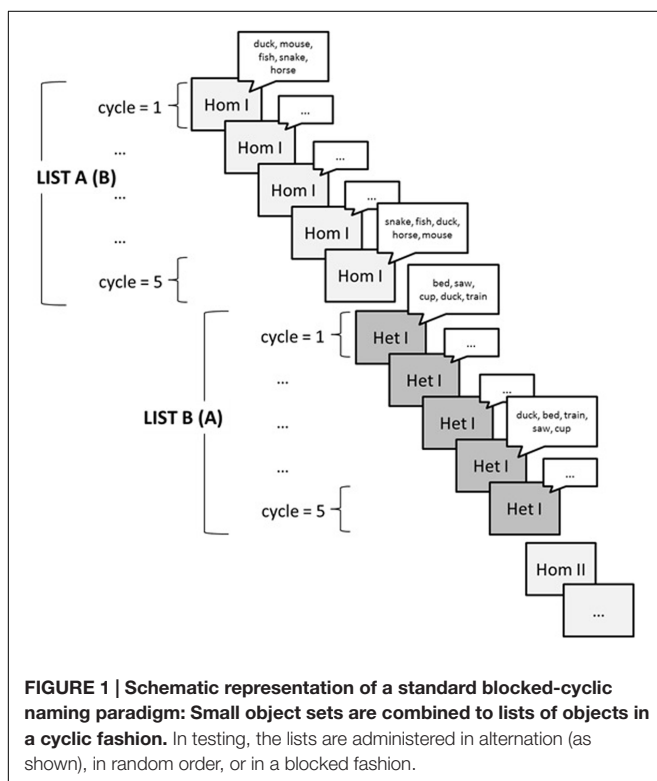 duck, mouse,
fish, snake,
horse
cycle = 1
Hom I
...
...
Hom I
...
LIST A (B)
Hom I
...
...
Hom I
...
snake, fish, duck,
horse, mouse
cycle = 5
Hom I
bed, saw,
cup, duck, train
cycle = 1
Het I
...
...
Het I
...
LIST B (A)
...
Het I
duck, bed, train,
saw, cup
...
Het I
...
cycle = 5
Het I
Hom II
...
FIGURE 1 | Schematic representation of a standard blocked-cyclic
naming paradigm: Small object sets are combined to lists of objects in
a cyclic fashion. In testing, the lists are administered in alternation (as
shown), in random order, or in a blocked fashion.